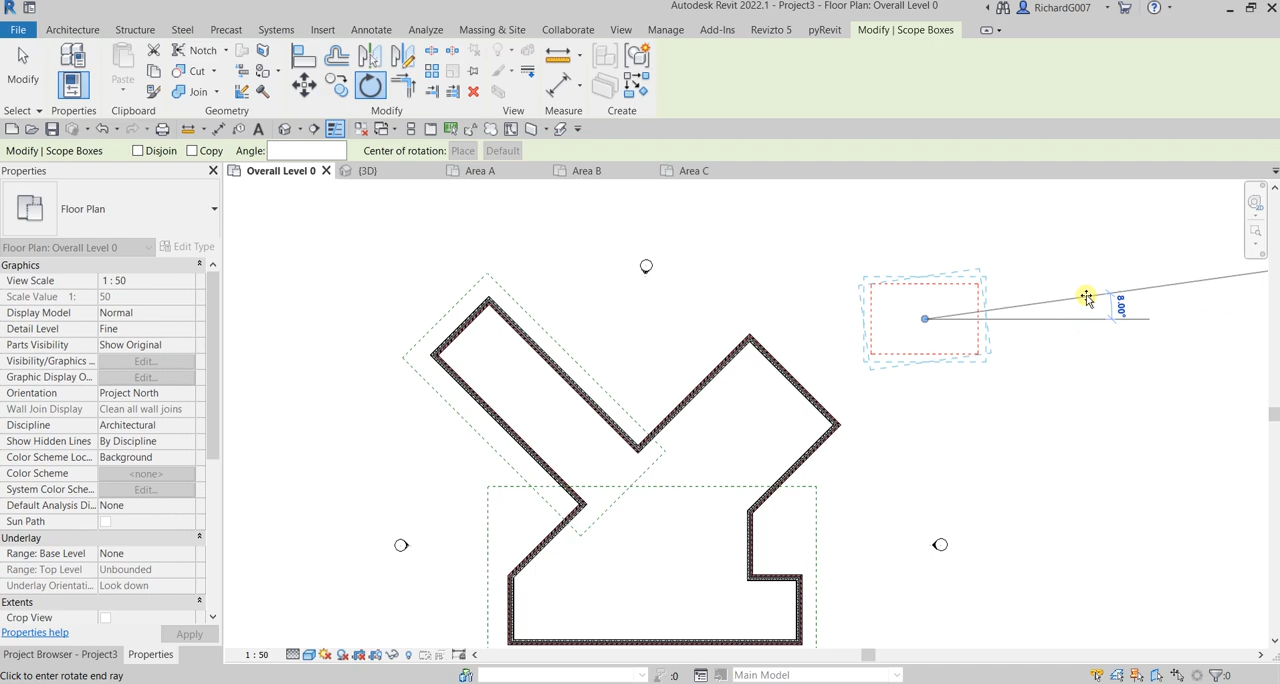 Autodesk Revit 2022.1 - Project3 - Floor Plan: Overall Level 0
RichardG007
File Architecture Structure Steel Precast Systems Insert Annotate Analyze Massing & Site Collaborate View Manage Add-Ins Revizto 5 pyRevit Modify | Scope Boxes
Modify
Paste
Notch
Cut
Join
Select Properties Clipboard Geometry Modify View Measure Create
Modify | Scope Boxes Disjoin Copy Angle: Center of rotation: Place Default
Properties
Overall Level 0 {3D} Area A Area B Area C
Floor Plan
Floor Plan: Overall Level 0 Edit Type
Graphics
View Scale 1 : 50
Scale Value 1: 50
Display Model Normal
Detail Level Fine
Parts Visibility Show Original
Visibility/Graphics ... Edit...
Graphic Display O... Edit...
Orientation Project North
Wall Join Display Clean all wall joins
Discipline Architectural
Show Hidden Lines By Discipline
Color Scheme Loc... Background
Color Scheme <none>
System Color Sche... Edit...
Default Analysis Di... None
Sun Path
Underlay
Range: Base Level None
Range: Top Level Unbounded
Underlay Orientati... Look down
Extents
Crop View
Properties help Apply
Project Browser - Project3 Properties
8.00°
1 : 50
Click to enter rotate end ray
:0
Main Model
:0